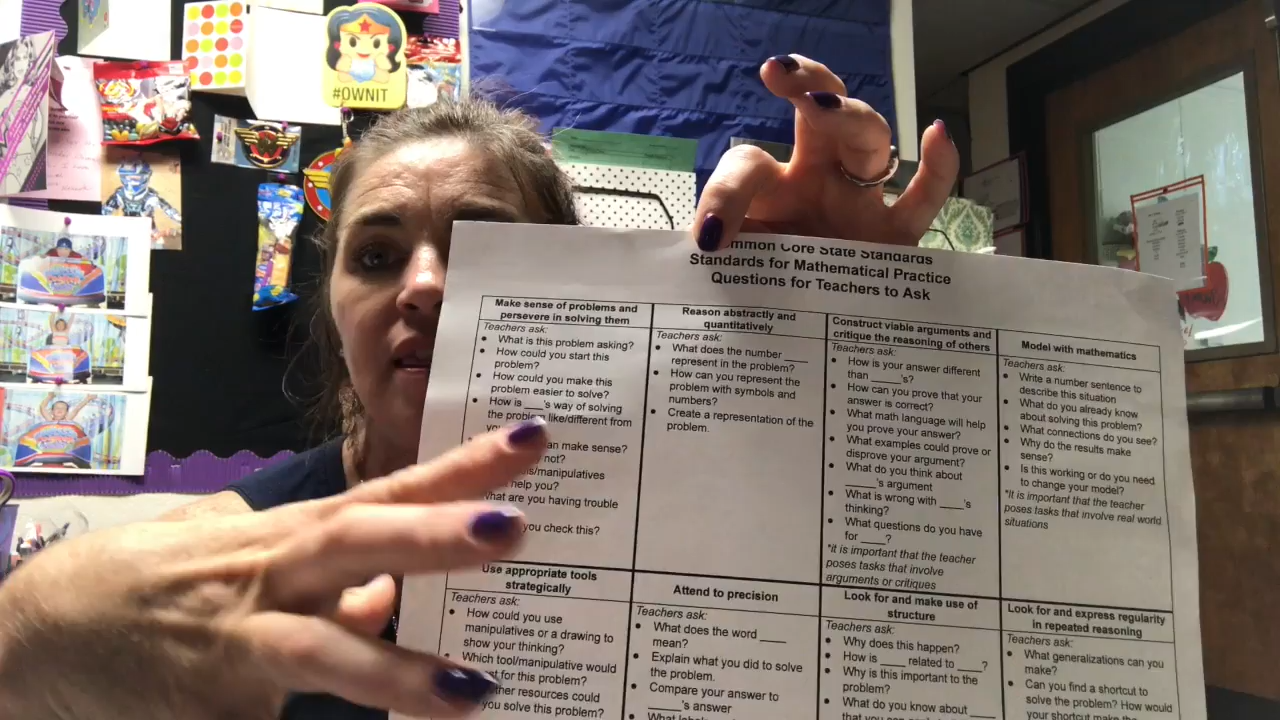 #OWNIT
Common Core State Standards
Standards for Mathematical Practice
Questions for Teachers to Ask
Make sense of problems and
persevere in solving them
Teachers ask:
What is this problem asking?
How could you start this
problem?
How could you make this
problem easier to solve?
How is ___'s way of solving
the problem like/different from
make sense?
not?
/manipulatives
help you?
are you having trouble
you check this?
Reason abstractly and
quantitatively
Teachers ask:
What does the number ____
represent in the problem?
How can you represent the
problem with symbols and
numbers?
Create a representation of the
problem.
Construct viable arguments and
critique the reasoning of others
Teachers ask:
How is your answer different
than _____'s?
How can you prove that your
answer is correct?
What math language will help
you prove your answer?
What examples could prove or
disprove your argument?
What do you think about
_____'s argument
What is wrong with ____'s
thinking?
What questions do you have
for ____?
*it is important that the teacher
poses tasks that involve
arguments or critiques
Model with mathematics
Teachers ask:
Write a number sentence to
describe this situation
What do you already know
about solving this problem?
What connections do you see?
Why do the results make
sense?
Is this working or do you need
to change your model?
*It is important that the teacher
poses tasks that involve real world
situations
Use appropriate tools
strategically
Teachers ask:
How could you use
manipulatives or a drawing to
show your thinking?
Which tool/manipulative would
for this problem?
other resources could
you solve this problem?
Attend to precision
Teachers ask:
What does the word ____
mean?
Explain what you did to solve
the problem.
Compare your answer to
_____'s answer
What
Look for and make use of
structure
Teachers ask:
Why does this happen?
How is ____ related to ____?
Why is this important to the
problem?
What do you know about ____
that you can
Look for and express regularity
in repeated reasoning
Teachers ask:
What generalizations can you
make?
Can you find a shortcut to
solve the problem? How would
your shortcut make the